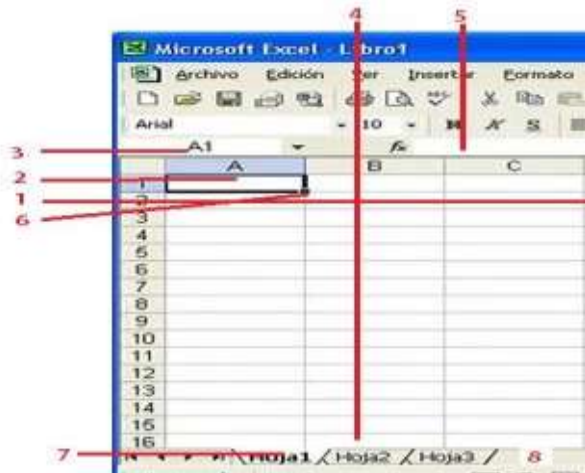 4 5
Microsoft Excel - Libro1
Archivo Edición Ver Insertar Formato
Arial 10 N K S
3 A1 fx
A B C
2 1
1 2
6 3
4
5
6
7
8
9
10
11
12
13
14
15
16
7 Hoja1 Hoja2 Hoja3 8